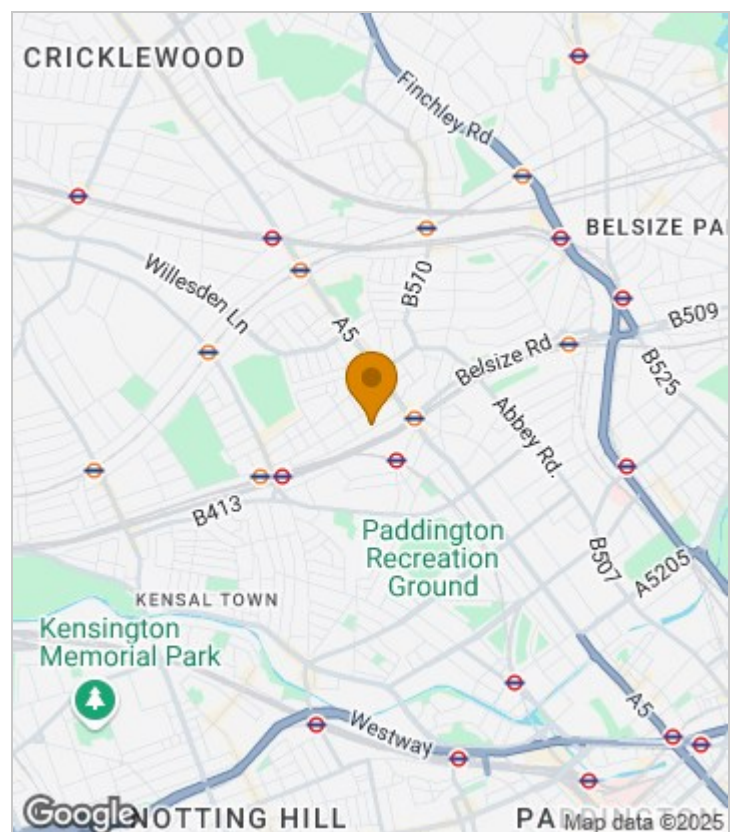 CRICKLEWOOD
Finchley Rd
BELSIZE PA
Willesden Ln
B510
A5
B509
Belsize Rd
B525
Abbey Rd.
B413
Paddington
Recreation
Ground
B507
A5205
KENSAL TOWN
Kensington
Memorial Park
A5
Westway
Google
NOTTING HILL
PADDINGTON
Map data ©2025